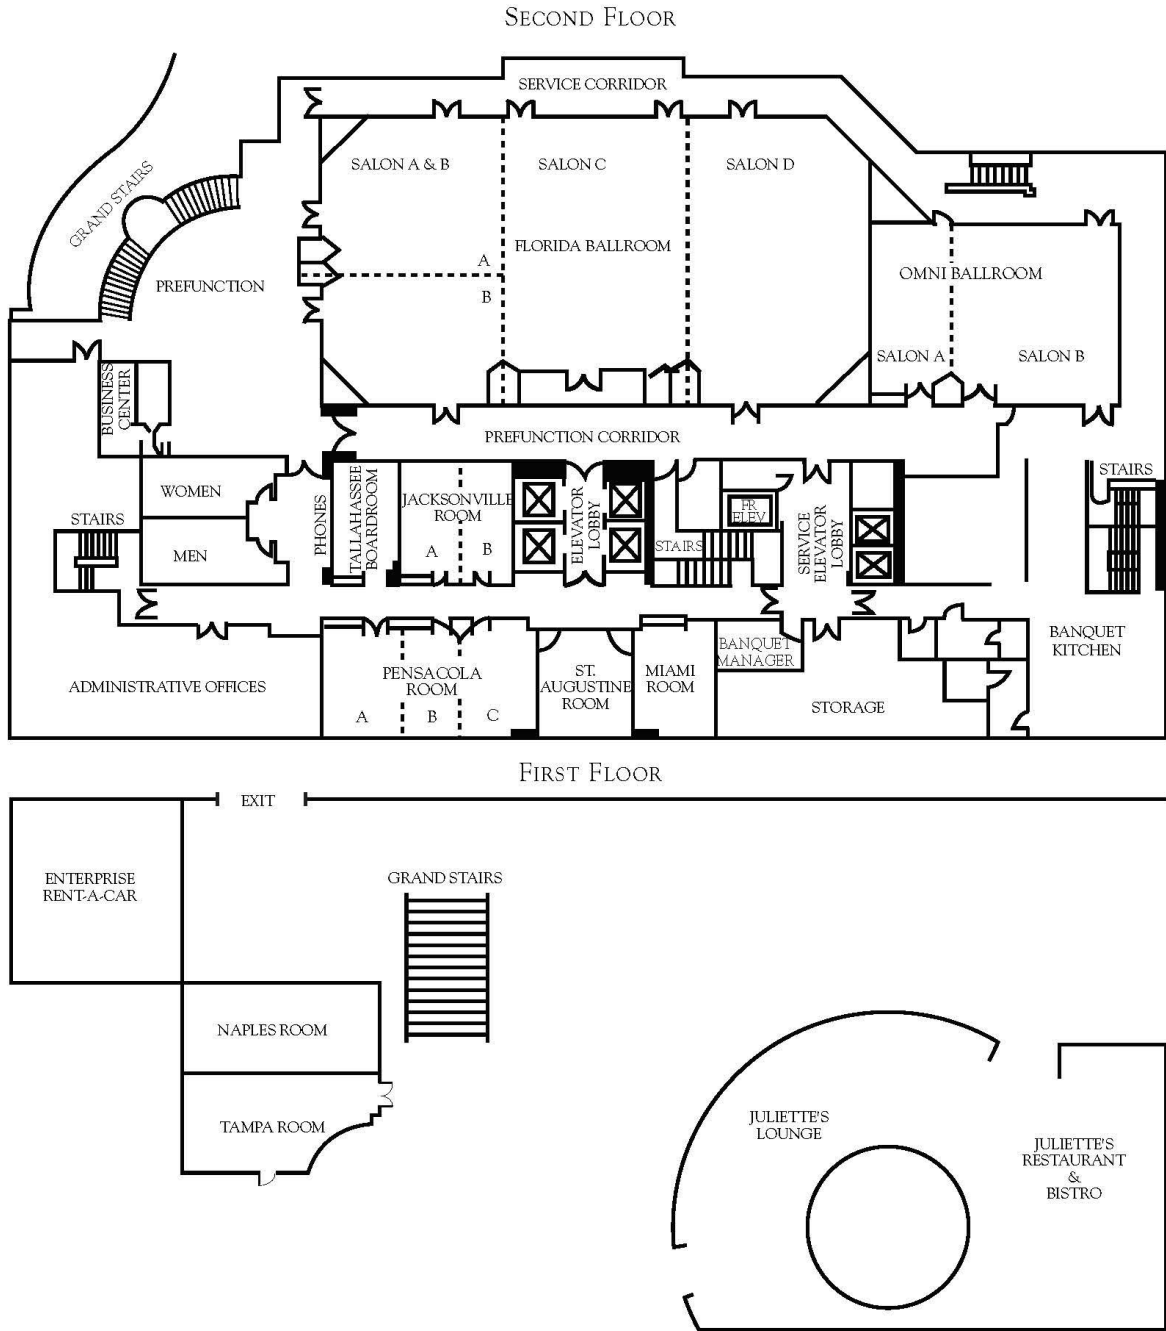 SECOND FLOOR
SERVICE CORRIDOR
SALON A & B
SALON C
SALON D
GRAND STAIRS
FLORIDA BALLROOM
A
B
OMNI BALLROOM
PREFUNCTION
SALON A
SALON B
BUSINESS
CENTER
PREFUNCTION CORRIDOR
WOMEN
MEN
STAIRS
PHONES
TALLAHASSEE
BOARDROOM
JACKSONVILLE
ROOM
A
B
ELEVATOR
LOBBY
FR.
ELEV
STAIRS
SERVICE
ELEVATOR
LOBBY
STAIRS
ADMINISTRATIVE OFFICES
PENSACOLA
ROOM
A
B
C
ST.
AUGUSTINE
ROOM
MIAMI
ROOM
BANQUET
MANAGER
STORAGE
BANQUET
KITCHEN
FIRST FLOOR
EXIT
ENTERPRISE
RENT-A-CAR
GRAND STAIRS
NAPLES ROOM
TAMPA ROOM
JULIETTE'S
LOUNGE
JULIETTE'S
RESTAURANT
&
BISTRO